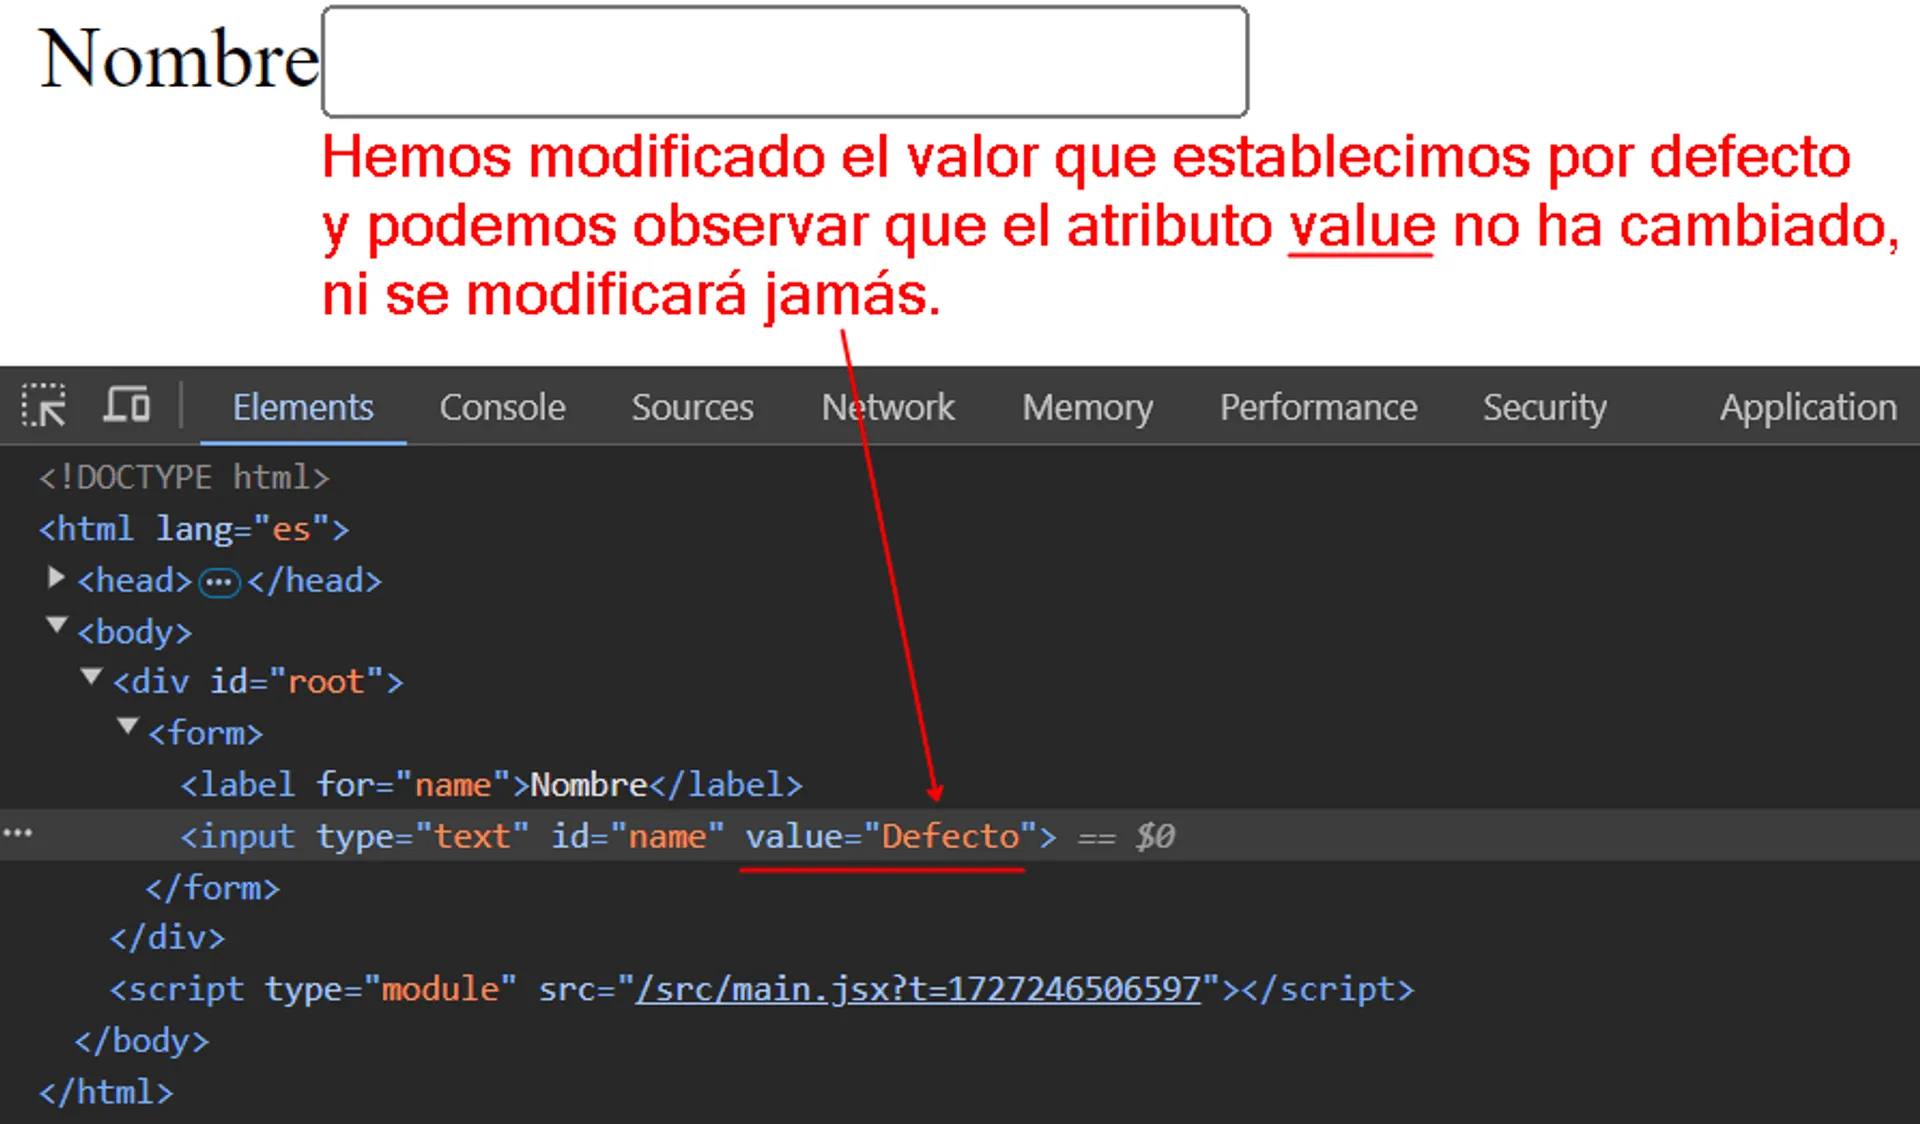 Nombre
Hemos modificado el valor que establecimos por defecto
y podemos observar que el atributo value no ha cambiado,
ni se modificará jamás.
Elements Console Sources Network Memory Performance Security Application
<!DOCTYPE html>
<html lang="es">
<head>…</head>
<body>
<div id="root">
<form>
<label for="name">Nombre</label>
… <input type="text" id="name" value="Defecto"> == $0
</form>
</div>
<script type="module" src="/src/main.jsx?t=1727246506597"></script>
</body>
</html>